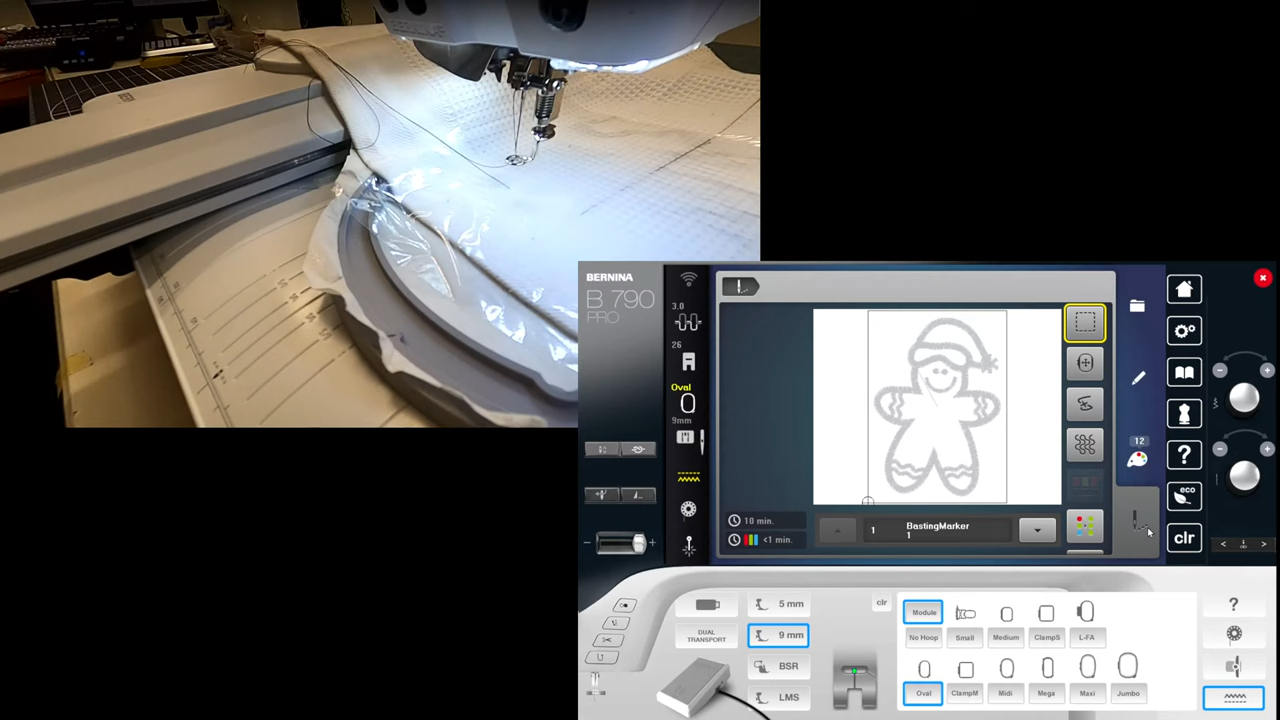 BERNINA
B 790
PRO
3.0
26
Oval
9mm
12
eco
clr
10 min.
<1 min.
1
BastingMarker
1
5 mm
clr
DUAL
TRANSPORT
9 mm
BSR
LMS
Module
No Hoop
Small
Medium
ClampS
L-FA
Oval
ClampM
Midi
Mega
Maxi
Jumbo
?
?